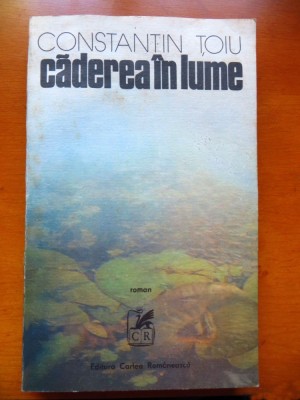 CONSTANTIN ȚOIU
căderea în lume
roman
CR
Editura Cartea Românească